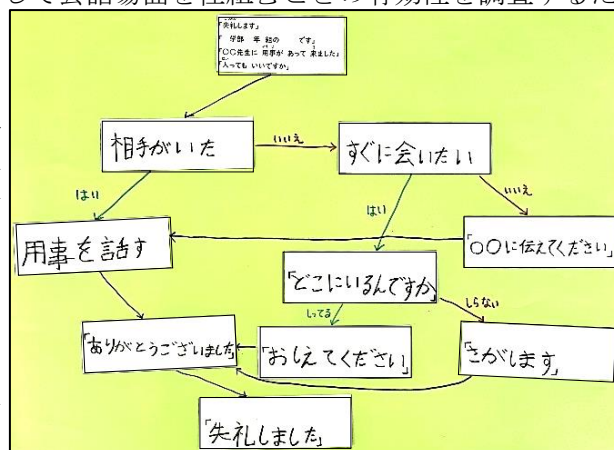 して会話場面を仕組むことの有効性を調査するた
「失礼します」
学部 年 組の です」
「〇〇先生に 用事が あって 来ました」
「入っても いいですか」
相手がいた
いいえ
すぐに会いたい
はい
はい
いいえ
用事を話す
「〇〇に伝えてください」
「どこにいるんですか」
しってる
しらない
「ありがとうございました」
「おしえてください」
「さがします」
「失礼しました」